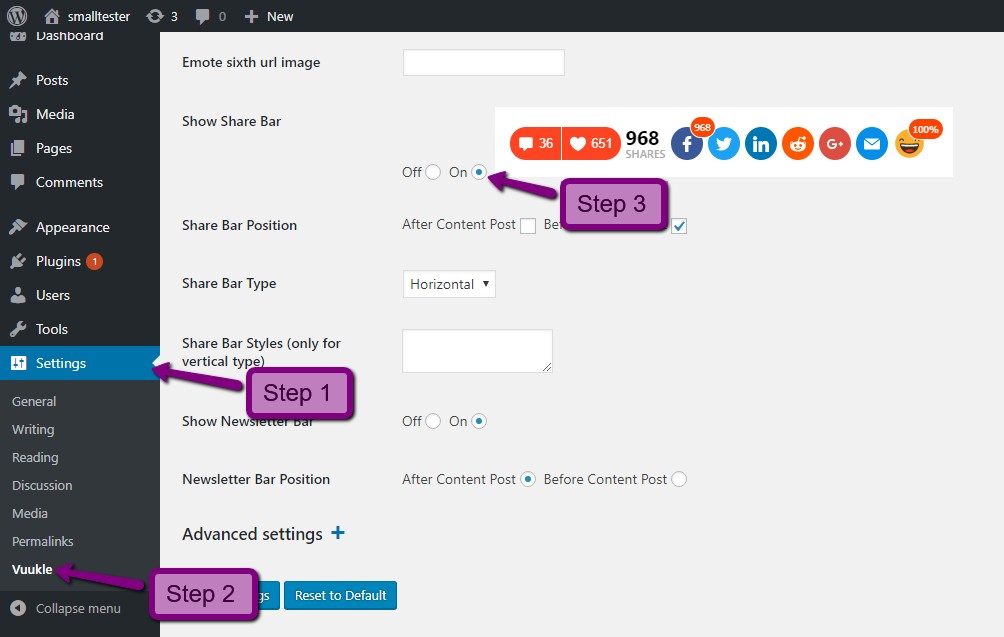 smalltester 3 0 New
Dashboard
Posts
Media
Pages
Comments
Appearance
Plugins 1
Users
Tools
Settings
General
Writing
Reading
Discussion
Media
Permalinks
Vuukle
Collapse menu
Emote sixth url image
Show Share Bar
36 651 968 SHARES f 968 in G+ 100%
Off On
Step 3
Share Bar Position
After Content Post
Share Bar Type
Horizontal
Share Bar Styles (only for
vertical type)
Step 1
Show Newsletter Bar
Off On
Newsletter Bar Position
After Content Post Before Content Post
Advanced settings +
Step 2
Reset to Default